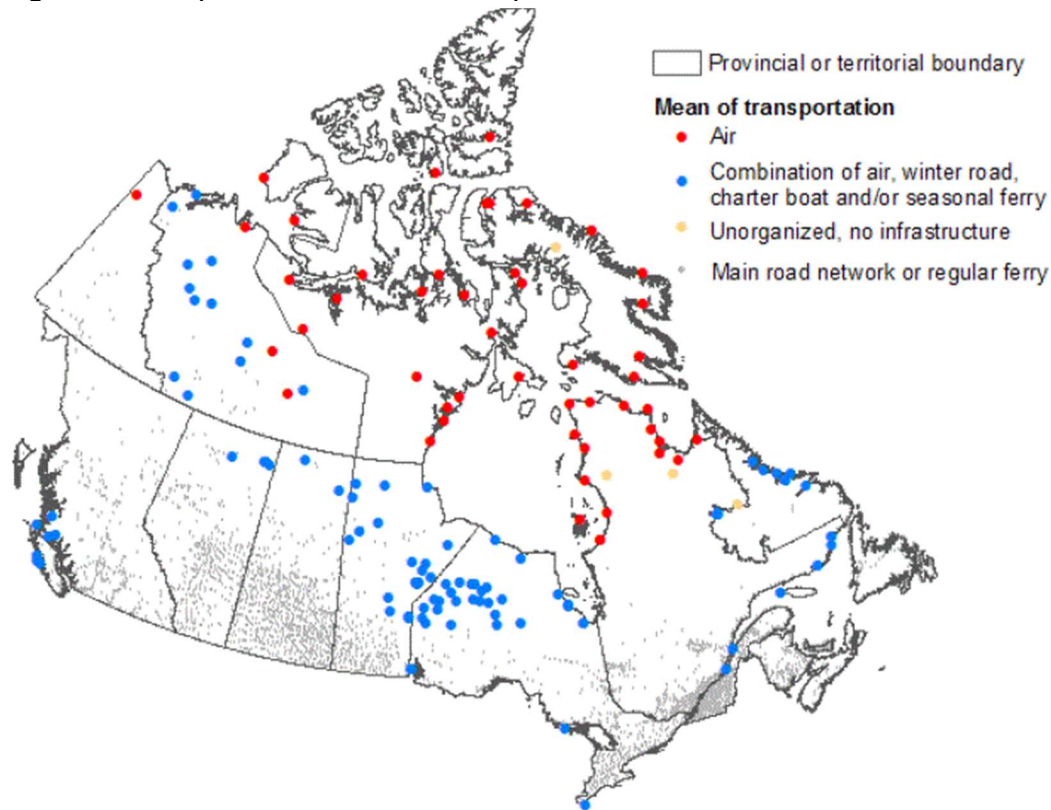 Provincial or territorial boundary
Mean of transportation
Air
Combination of air, winter road,
charter boat and/or seasonal ferry
Unorganized, no infrastructure
Main road network or regular ferry